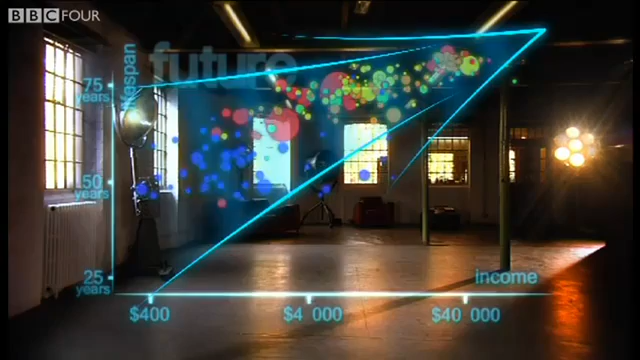 BBC FOUR
future
lifespan
75
years
50
years
25
years
income
$400
$4 000
$40 000